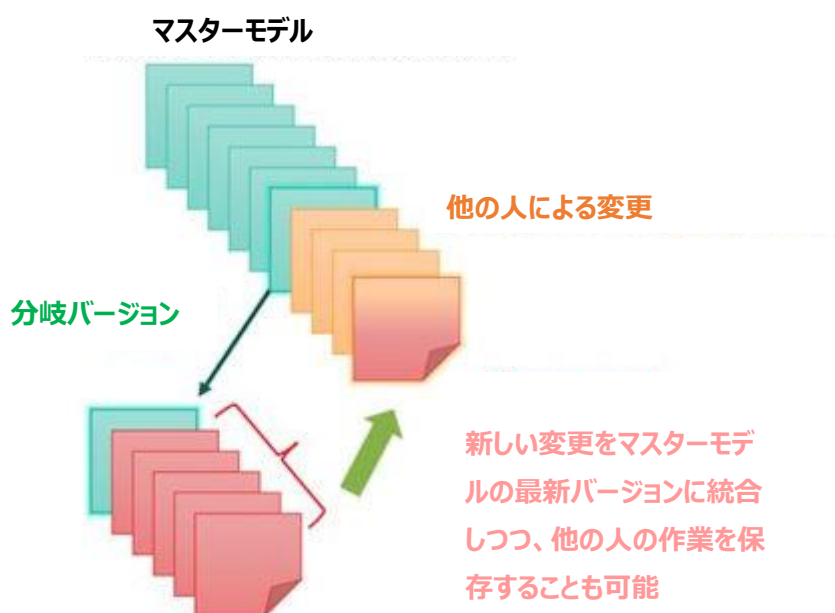 マスターモデル
他の人による変更
分岐バージョン
新しい変更をマスターモデ
ルの最新バージョンに統合
しつつ、他の人の作業を保
存することも可能